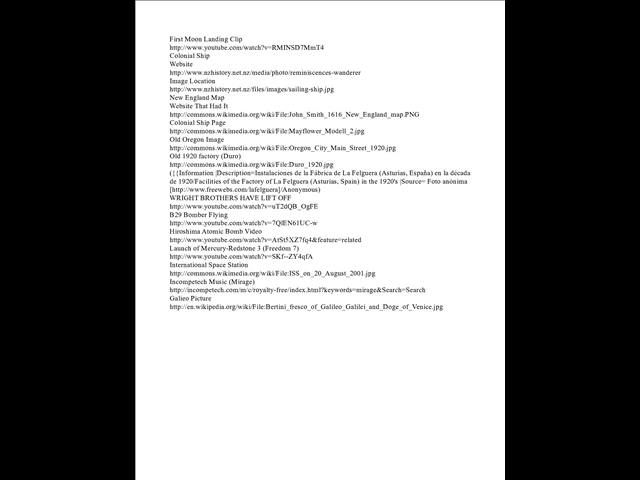 First Moon Landing Clip
http://www.youtube.com/watch?v=RMINSD7MmT4
Colonial Ship
Website
http://www.nzhistory.net.nz/media/photo/reminiscences-wanderer
Image Location
http://www.nzhistory.net.nz/files/images/sailing-ship.jpg
New England Map
Website That Had It
http://commons.wikimedia.org/wiki/File:John_Smith_1616_New_England_map.PNG
Colonial Ship Page
http://commons.wikimedia.org/wiki/File:Mayflower_Modell_2.jpg
Old Oregon Image
http://commons.wikimedia.org/wiki/File:Oregon_City_Main_Street_1920.jpg
Old 1920 factory (Duro)
http://commons.wikimedia.org/wiki/File:Duro_1920.jpg
({{Information |Description=Instalaciones de la Fábrica de La Felguera (Asturias, España) en la década
de 1920/Facilities of the Factory of La Felguera (Asturias, Spain) in the 1920's |Source= Foto anónima
[http://www.freewebs.com/lafelguera]/Anonymous)
WRIGHT BROTHERS HAVE LIFT OFF
http://www.youtube.com/watch?v=uT2dQB_OgFE
B29 Bomber Flying
http://www.youtube.com/watch?v=7QlEN61UC-w
Hiroshima Atomic Bomb Video
http://www.youtube.com/watch?v=AtSt5XZ7fq4&feature=related
Launch of Mercury-Redstone 3 (Freedom 7)
http://www.youtube.com/watch?v=SKf--ZY4qfA
International Space Station
http://commons.wikimedia.org/wiki/File:ISS_on_20_August_2001.jpg
Incompetech Music (Mirage)
http://incompetech.com/m/c/royalty-free/index.html?keywords=mirage&Search=Search
Galieo Picture
http://en.wikipedia.org/wiki/File:Bertini_fresco_of_Galileo_Galilei_and_Doge_of_Venice.jpg